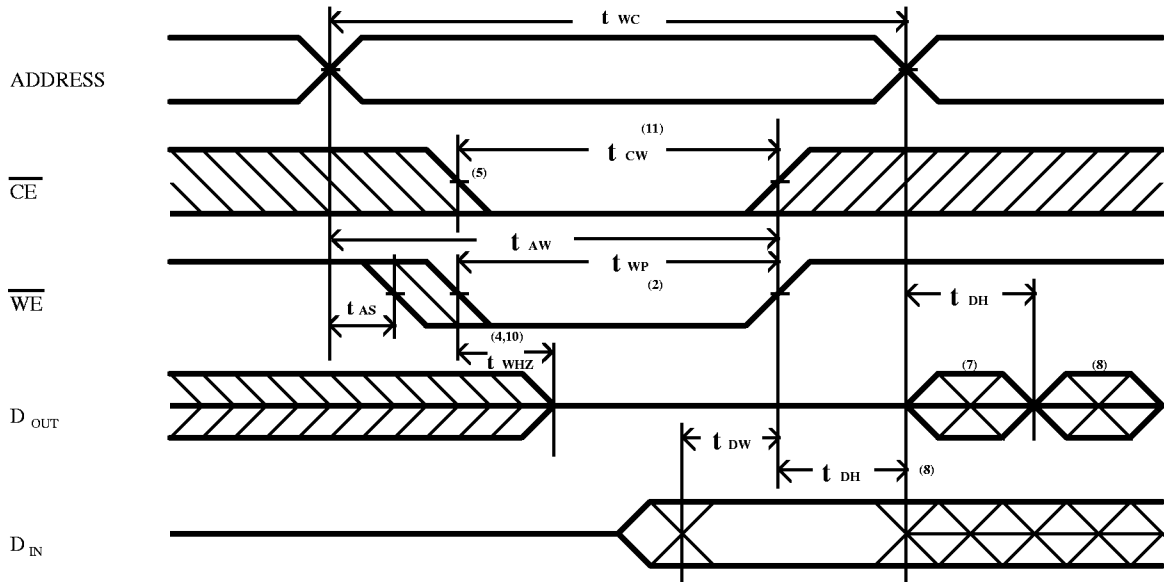 t WC
ADDRESS
(11)
t CW
(5)
CE
t AW
t WP
(2)
WE
t AS
t DH
(4,10)
t WHZ
(7)
(8)
D OUT
t DW
t DH
(8)
D IN